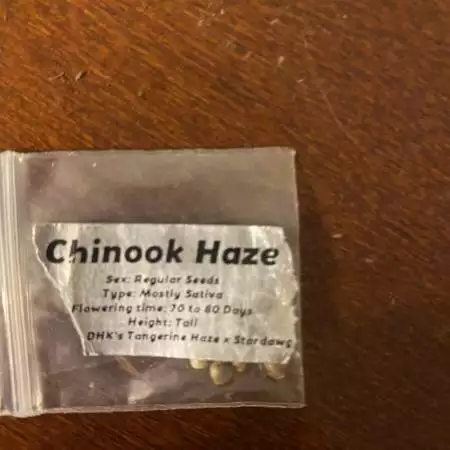 Chinook Haze
Sex: Regular Seeds
Type: Mostly Sativa
Flowering time: 70 to 80 Days
Height: Tall
DHK's Tangerine Haze x Stardawg